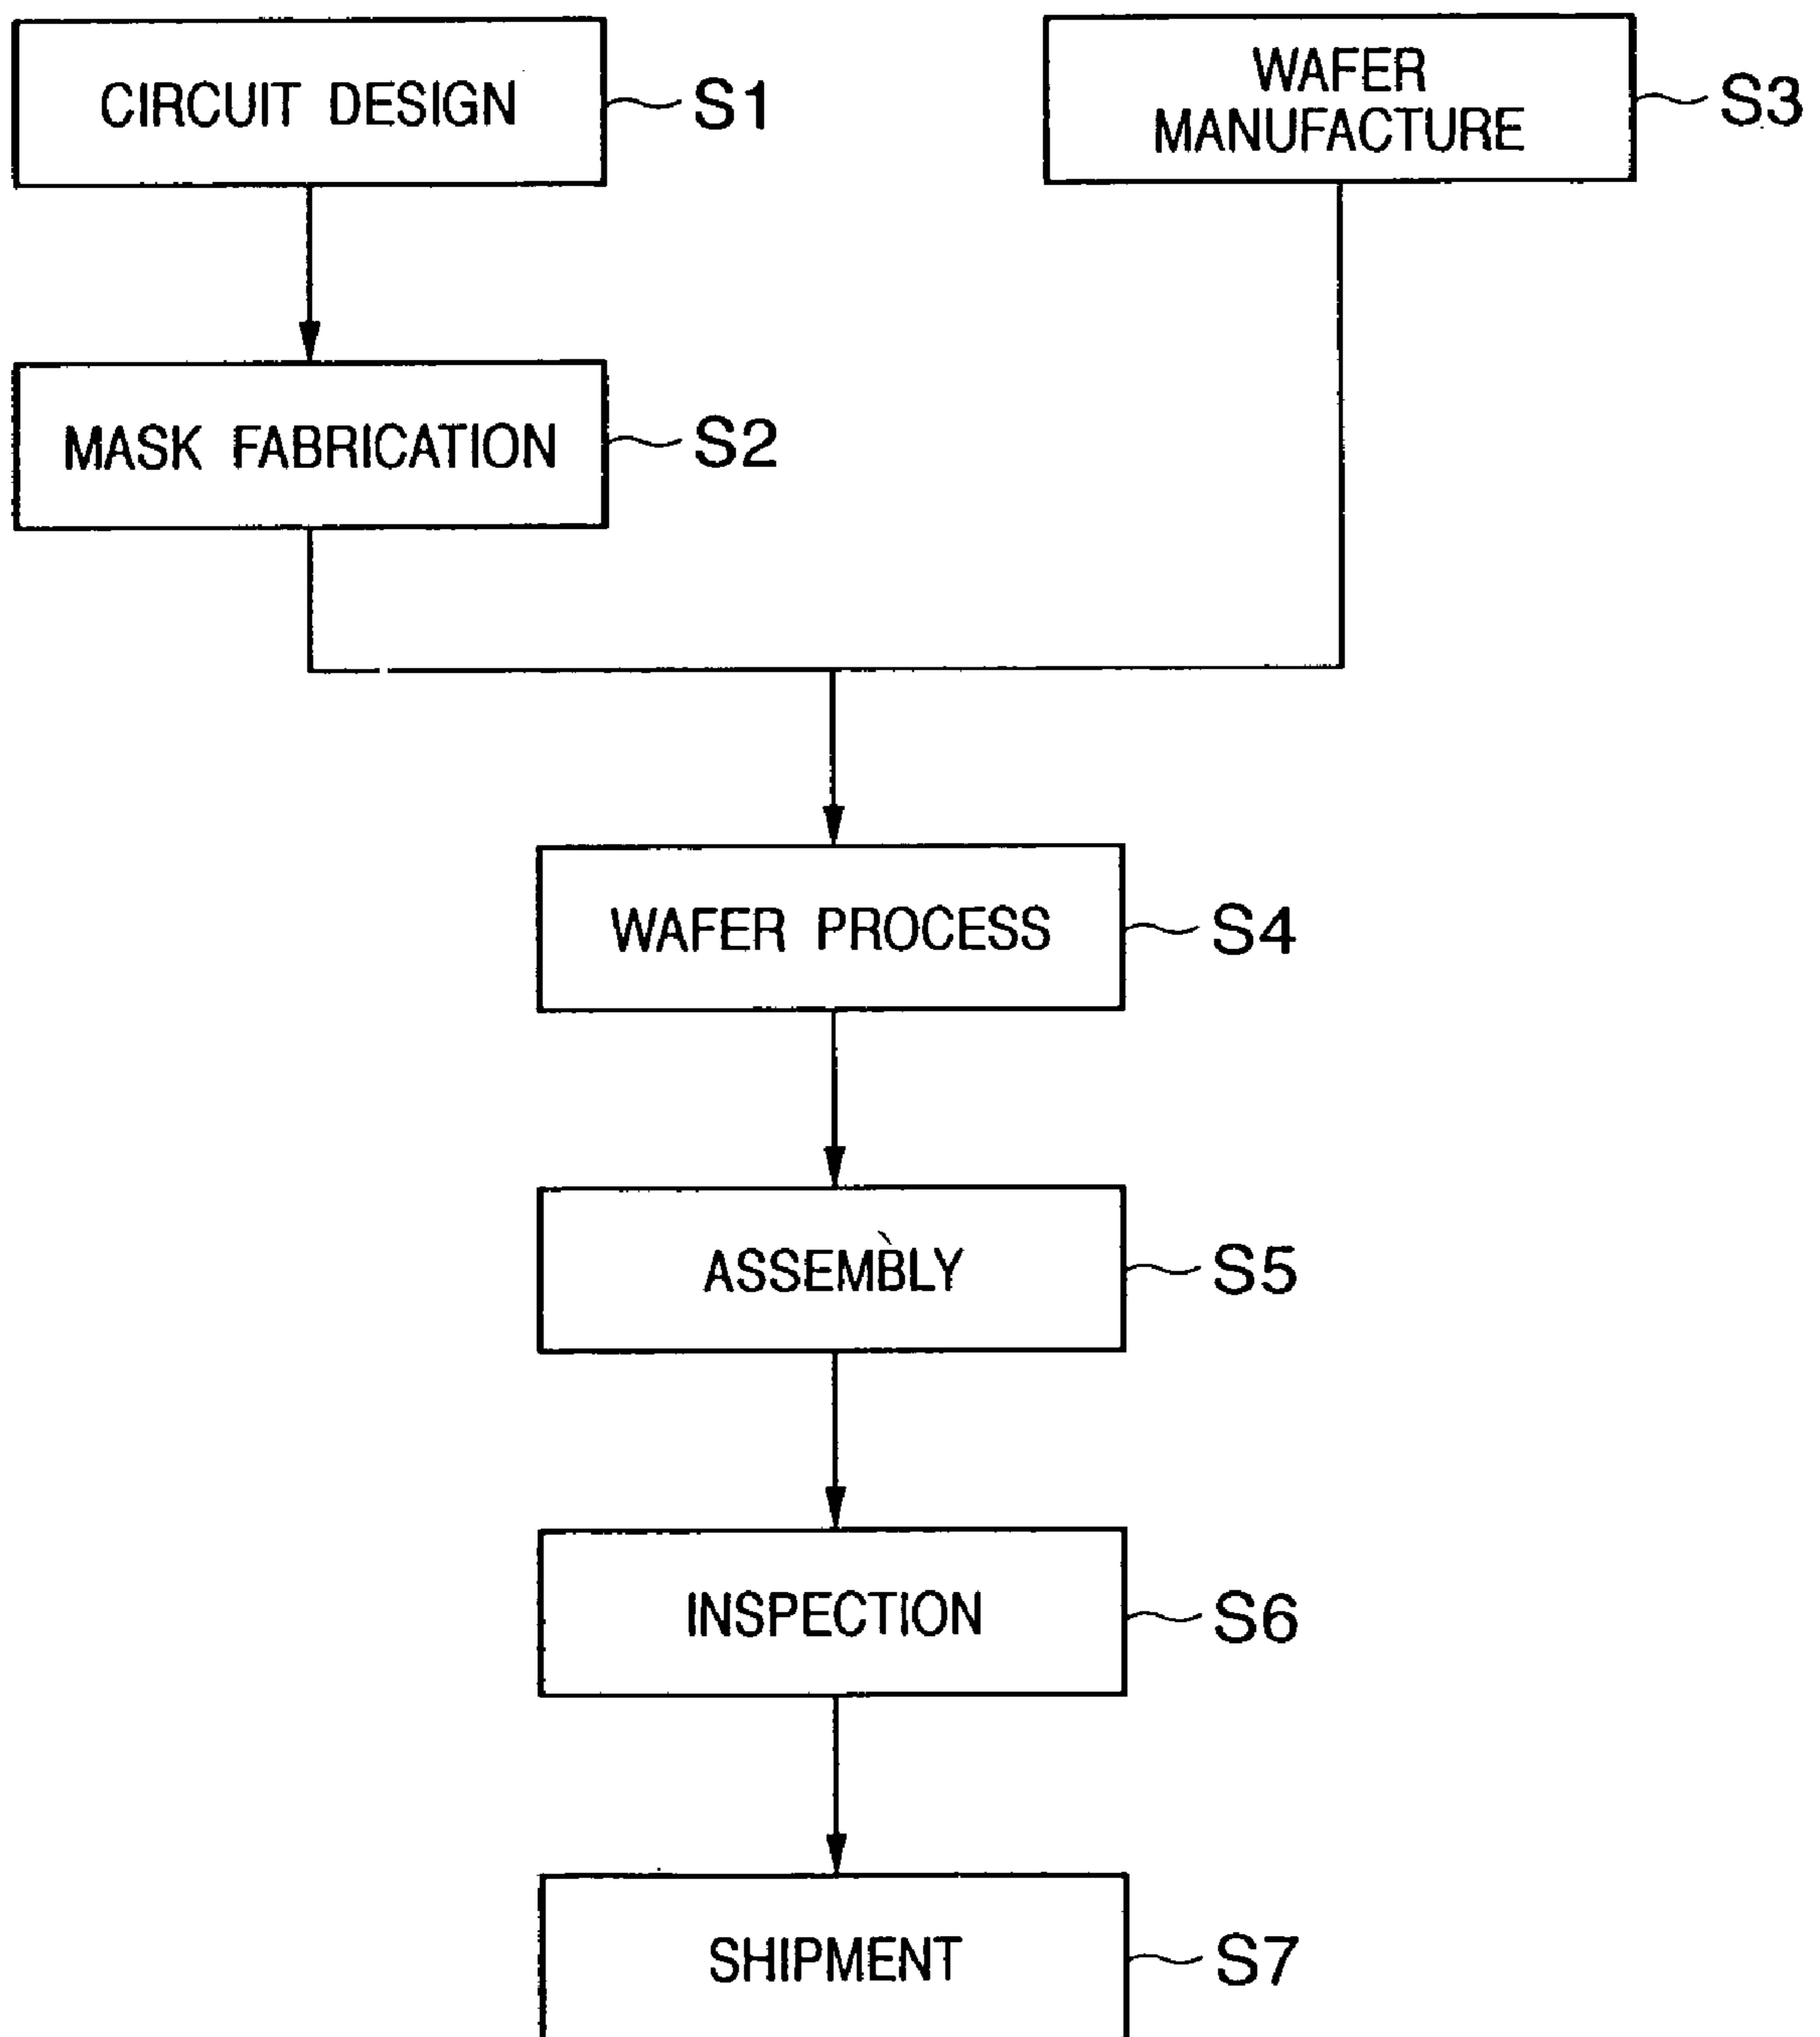 CIRCUIT DESIGN
S1
WAFER
MANUFACTURE
S3
MASK FABRICATION
S2
WAFER PROCESS
S4
ASSEMBLY
S5
INSPECTION
S6
SHIPMENT
S7